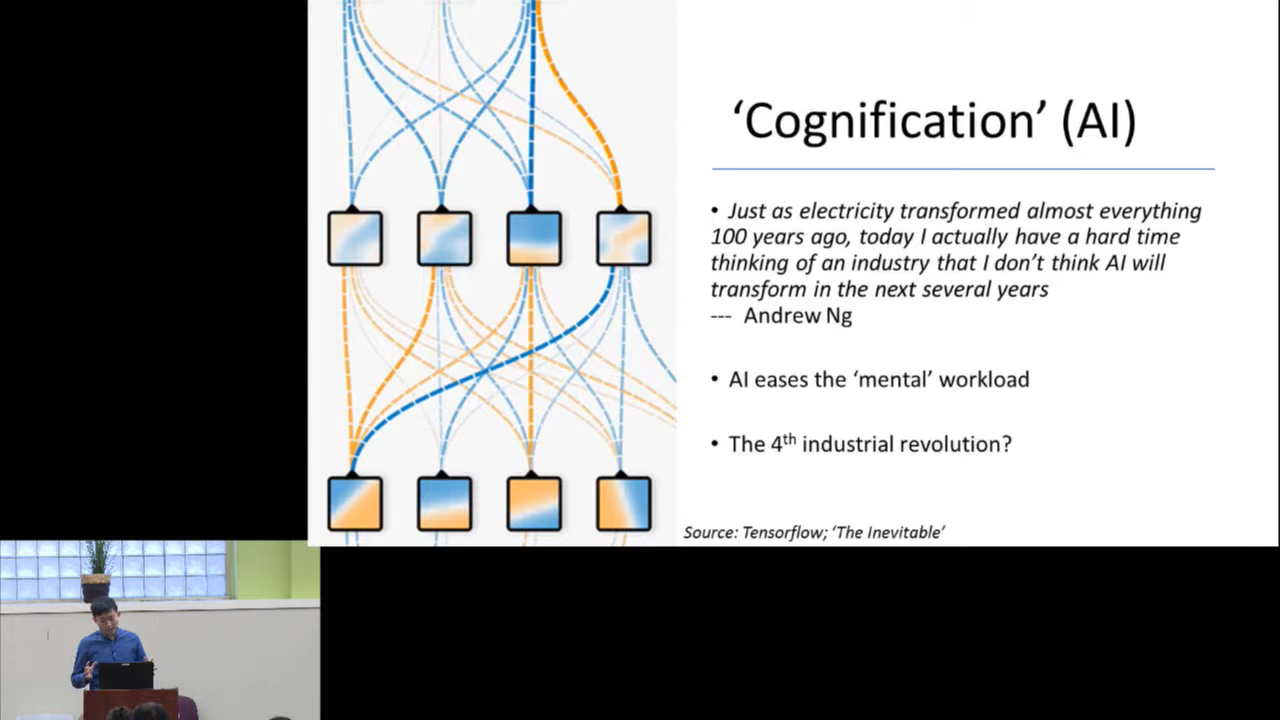 ‘Cognification’ (AI)
• Just as electricity transformed almost everything
100 years ago, today I actually have a hard time
thinking of an industry that I don’t think AI will
transform in the next several years
--- Andrew Ng
• AI eases the ‘mental’ workload
• The 4th industrial revolution?
Source: Tensorflow; ‘The Inevitable’